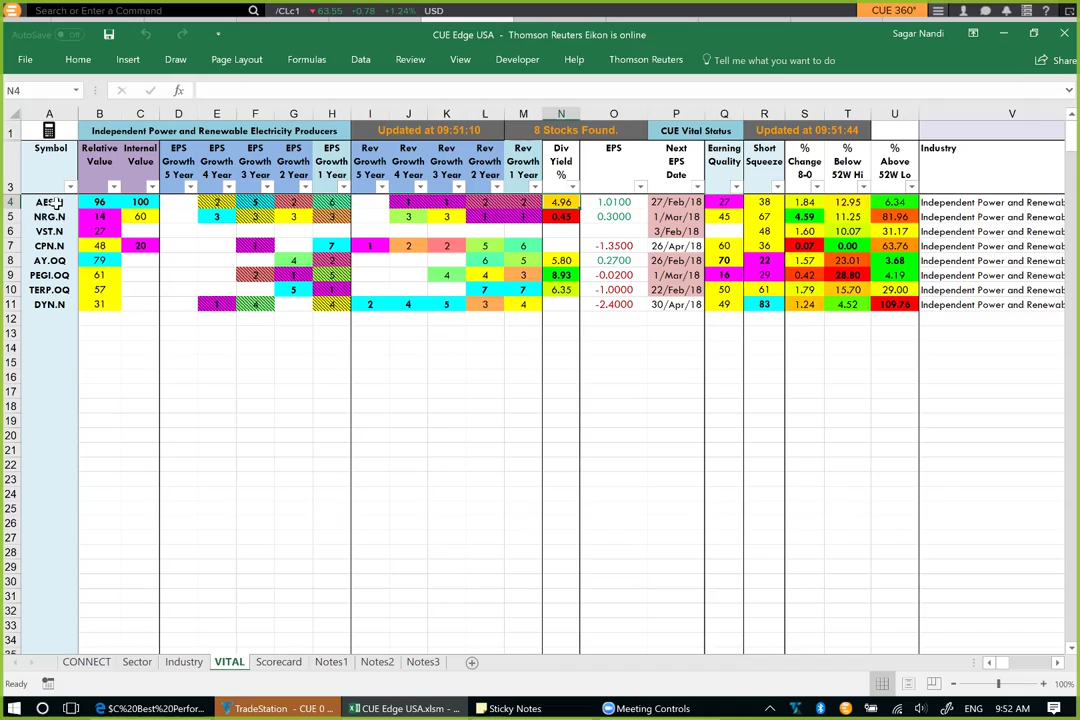 Search or Enter a Command /CLc1 63.55 +0.78 +1.24% USD CUE 360°
AutoSave Off CUE Edge USA - Thomson Reuters Eikon is online Sagar Nandi
File Home Insert Draw Page Layout Formulas Data Review View Developer Help Thomson Reuters Tell me what you want to do Share
N4 fx
A B C D E F G H I J K L M N O P Q R S T U V
1 Independent Power and Renewable Electricity Producers Updated at 09:51:10 8 Stocks Found. CUE Vital Status Updated at 09:51:44
Symbol Relative Value Internal Value EPS Growth 5 Year EPS Growth 4 Year EPS Growth 3 Year EPS Growth 2 Year EPS Growth 1 Year Rev Growth 5 Year Rev Growth 4 Year Rev Growth 3 Year Rev Growth 2 Year Rev Growth 1 Year Div Yield % EPS Next EPS Date Earning Quality Short Squeeze % Change 8-0 % Below 52W Hi % Above 52W Lo Industry
3
4 AES.N 96 100 2 5 2 6 1 1 2 2 4.96 1.0100 27/Feb/18 27 38 1.84 12.95 6.34 Independent Power and Renewab
5 NRG.N 14 60 3 3 3 3 3 3 1 1 0.45 0.3000 1/Mar/18 45 67 4.59 11.25 81.96 Independent Power and Renewab
6 VST.N 27 3/Feb/18 48 1.60 10.07 31.17 Independent Power and Renewab
7 CPN.N 48 20 1 7 1 2 2 5 6 -1.3500 26/Apr/18 60 36 0.07 0.00 63.76 Independent Power and Renewab
8 AY.OQ 79 4 2 6 5 5.80 0.2700 26/Feb/18 70 22 1.57 23.01 3.68 Independent Power and Renewab
9 PEGI.OQ 61 2 1 5 4 4 3 8.93 -0.0200 1/Mar/18 16 29 0.42 28.80 4.19 Independent Power and Renewab
10 TERP.OQ 57 5 1 7 7 6.35 -1.0000 22/Feb/18 50 61 1.79 15.70 29.00 Independent Power and Renewab
11 DYN.N 31 1 4 4 2 4 5 3 4 -2.4000 30/Apr/18 49 83 1.24 4.52 109.76 Independent Power and Renewab
12
13
14
15
16
17
18
19
20
21
22
23
24
25
26
27
28
29
30
31
32
33
34
35
CONNECT Sector Industry VITAL Scorecard Notes1 Notes2 Notes3
Ready 100%
$C%20Best%20Perfor... TradeStation - CUE 0 ... CUE Edge USA.xlsm - ... Sticky Notes Meeting Controls ENG 9:52 AM